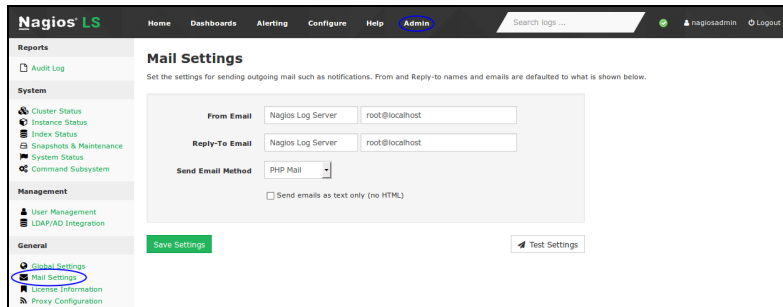 Nagios® LS Home Dashboards Alerting Configure Help Admin Search logs ... nagiosadmin Logout
Reports
Audit Log
System
Cluster Status
Instance Status
Index Status
Snapshots & Maintenance
System Status
Command Subsystem
Management
User Management
LDAP/AD Integration
General
Global Settings
Mail Settings
License Information
Proxy Configuration
Mail Settings
Set the settings for sending outgoing mail such as notifications. From and Reply-to names and emails are defaulted to what is shown below.
From Email Nagios Log Server root@localhost
Reply-To Email Nagios Log Server root@localhost
Send Email Method PHP Mail
Send emails as text only (no HTML)
Save Settings Test Settings